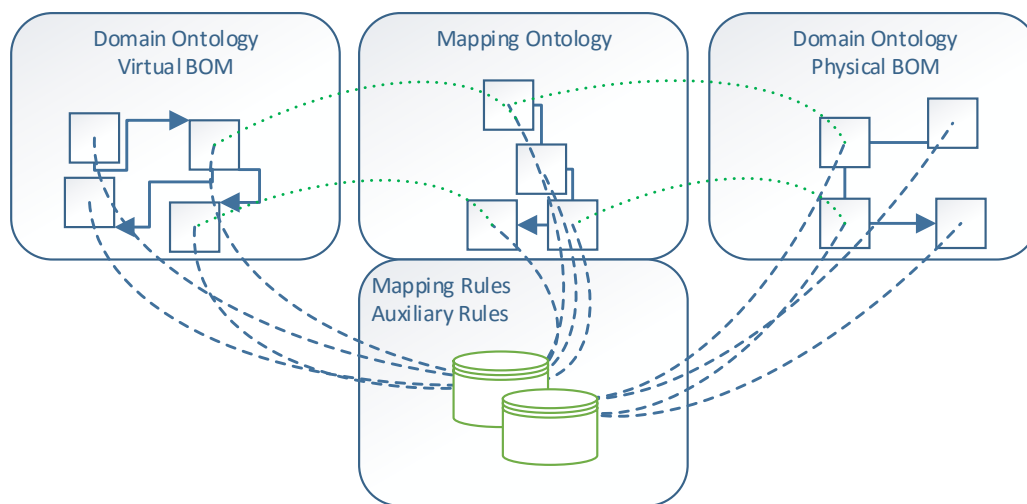 Domain Ontology
Virtual BOM
Mapping Ontology
Domain Ontology
Physical BOM
Mapping Rules
Auxiliary Rules